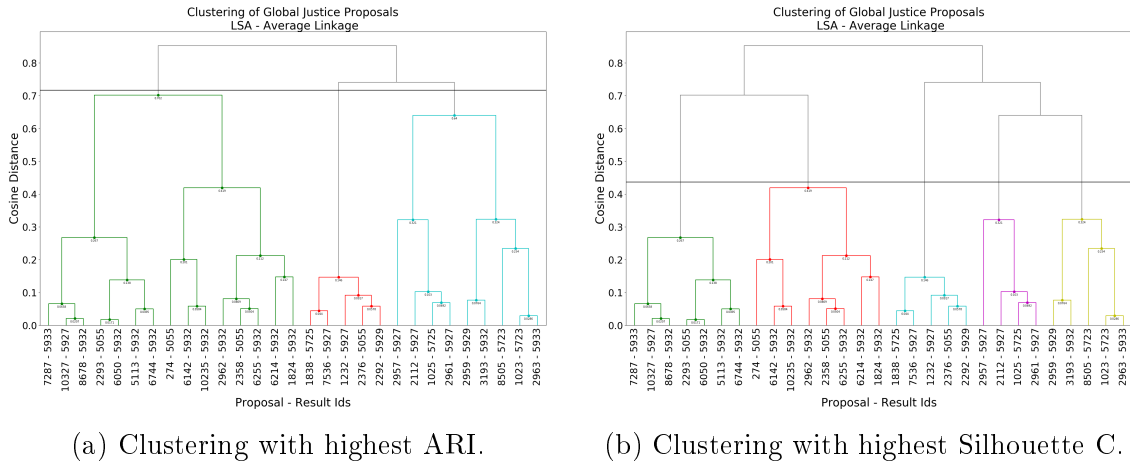 Clustering of Global Justice Proposals
LSA - Average Linkage
Cosine Distance
0.8
0.7
0.6
0.5
0.4
0.3
0.2
0.1
0.0
7287 - 5933
10327 - 5927
8678 - 5932
2293 - 5055
6050 - 5932
5113 - 5932
6744 - 5932
274 - 5055
6142 - 5932
10235 - 5932
2962 - 5932
2358 - 5055
6255 - 5932
6214 - 5932
1824 - 5932
1838 - 5725
7536 - 5927
1232 - 5927
2376 - 5932
2292 - 5929
2957 - 5927
2112 - 5927
1025 - 5725
2961 - 5927
2959 - 5929
3193 - 5932
8505 - 5723
1023 - 5723
2963 - 5933
Proposal - Result Ids
(a) Clustering with highest ARI.
Clustering of Global Justice Proposals
LSA - Average Linkage
Cosine Distance
0.8
0.7
0.6
0.5
0.4
0.3
0.2
0.1
0.0
7287 - 5933
10327 - 5927
8678 - 5932
2293 - 5055
6050 - 5932
5113 - 5932
6744 - 5932
274 - 5055
6142 - 5932
10235 - 5932
2962 - 5932
2358 - 5055
6255 - 5932
6214 - 5932
1824 - 5932
1838 - 5725
7536 - 5927
1232 - 5927
2376 - 5932
2292 - 5929
2957 - 5927
2112 - 5927
1025 - 5725
2961 - 5927
2959 - 5929
3193 - 5932
8505 - 5723
1023 - 5723
2963 - 5933
Proposal - Result Ids
(b) Clustering with highest Silhouette C.